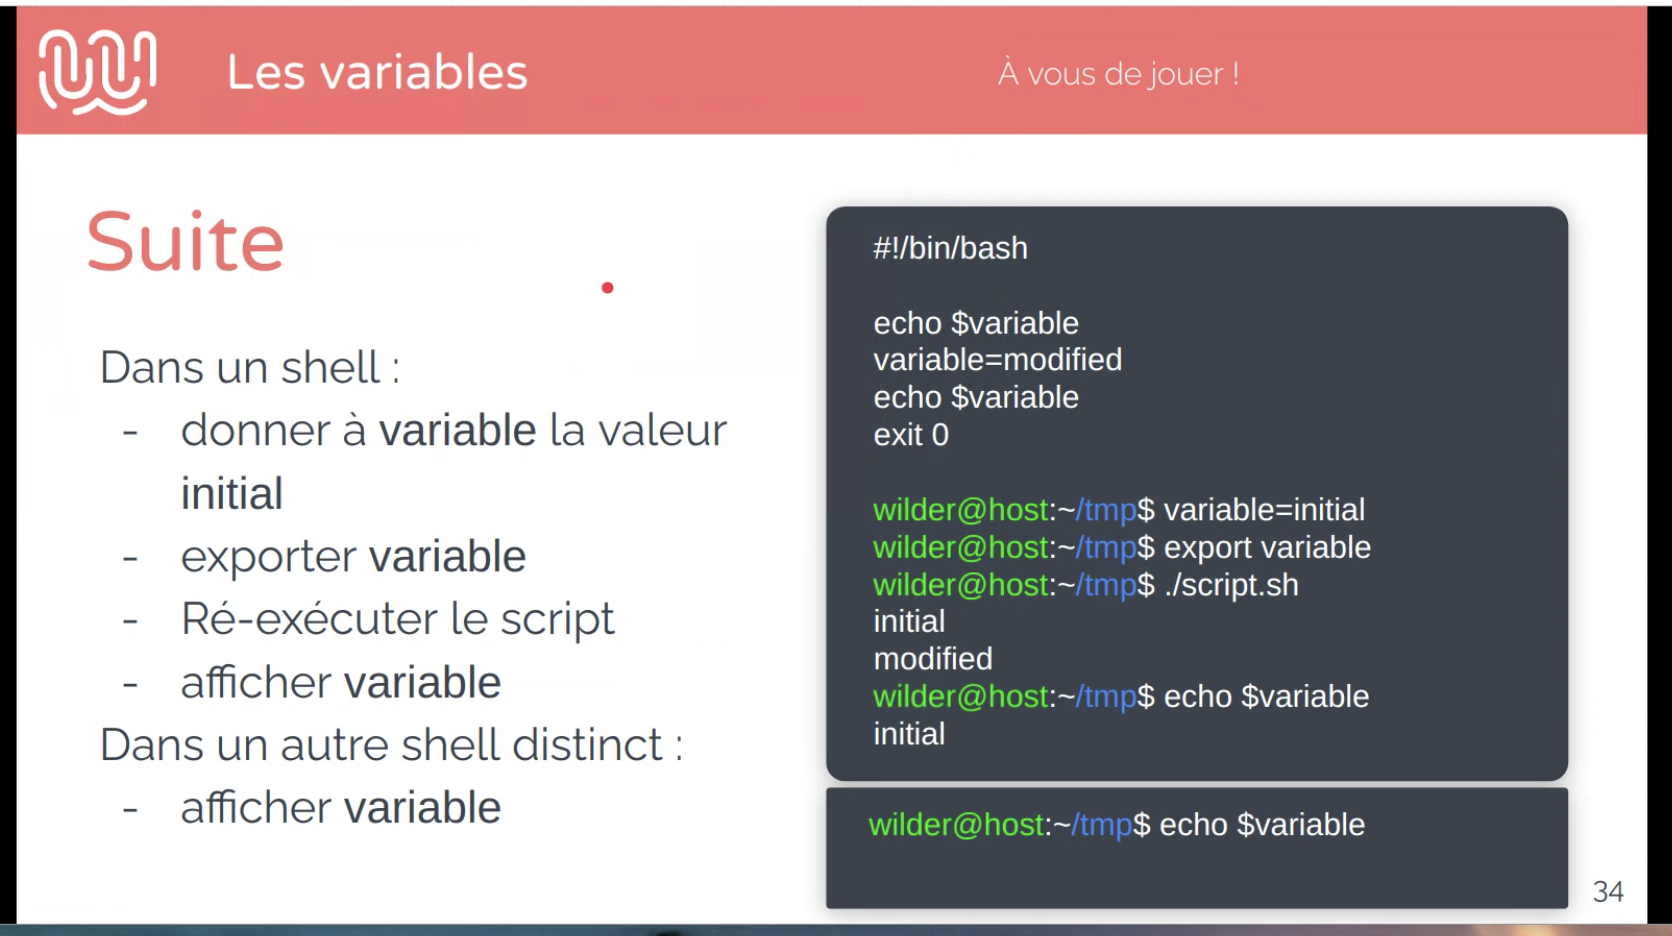 Les variables
À vous de jouer !
Suite
Dans un shell :
- donner à variable la valeur
initial
- exporter variable
- Ré-exécuter le script
- afficher variable
Dans un autre shell distinct :
- afficher variable
#!/bin/bash
echo $variable
variable=modified
echo $variable
exit 0
wilder@host:~/tmp$ variable=initial
wilder@host:~/tmp$ export variable
wilder@host:~/tmp$ ./script.sh
initial
modified
wilder@host:~/tmp$ echo $variable
initial
wilder@host:~/tmp$ echo $variable
34